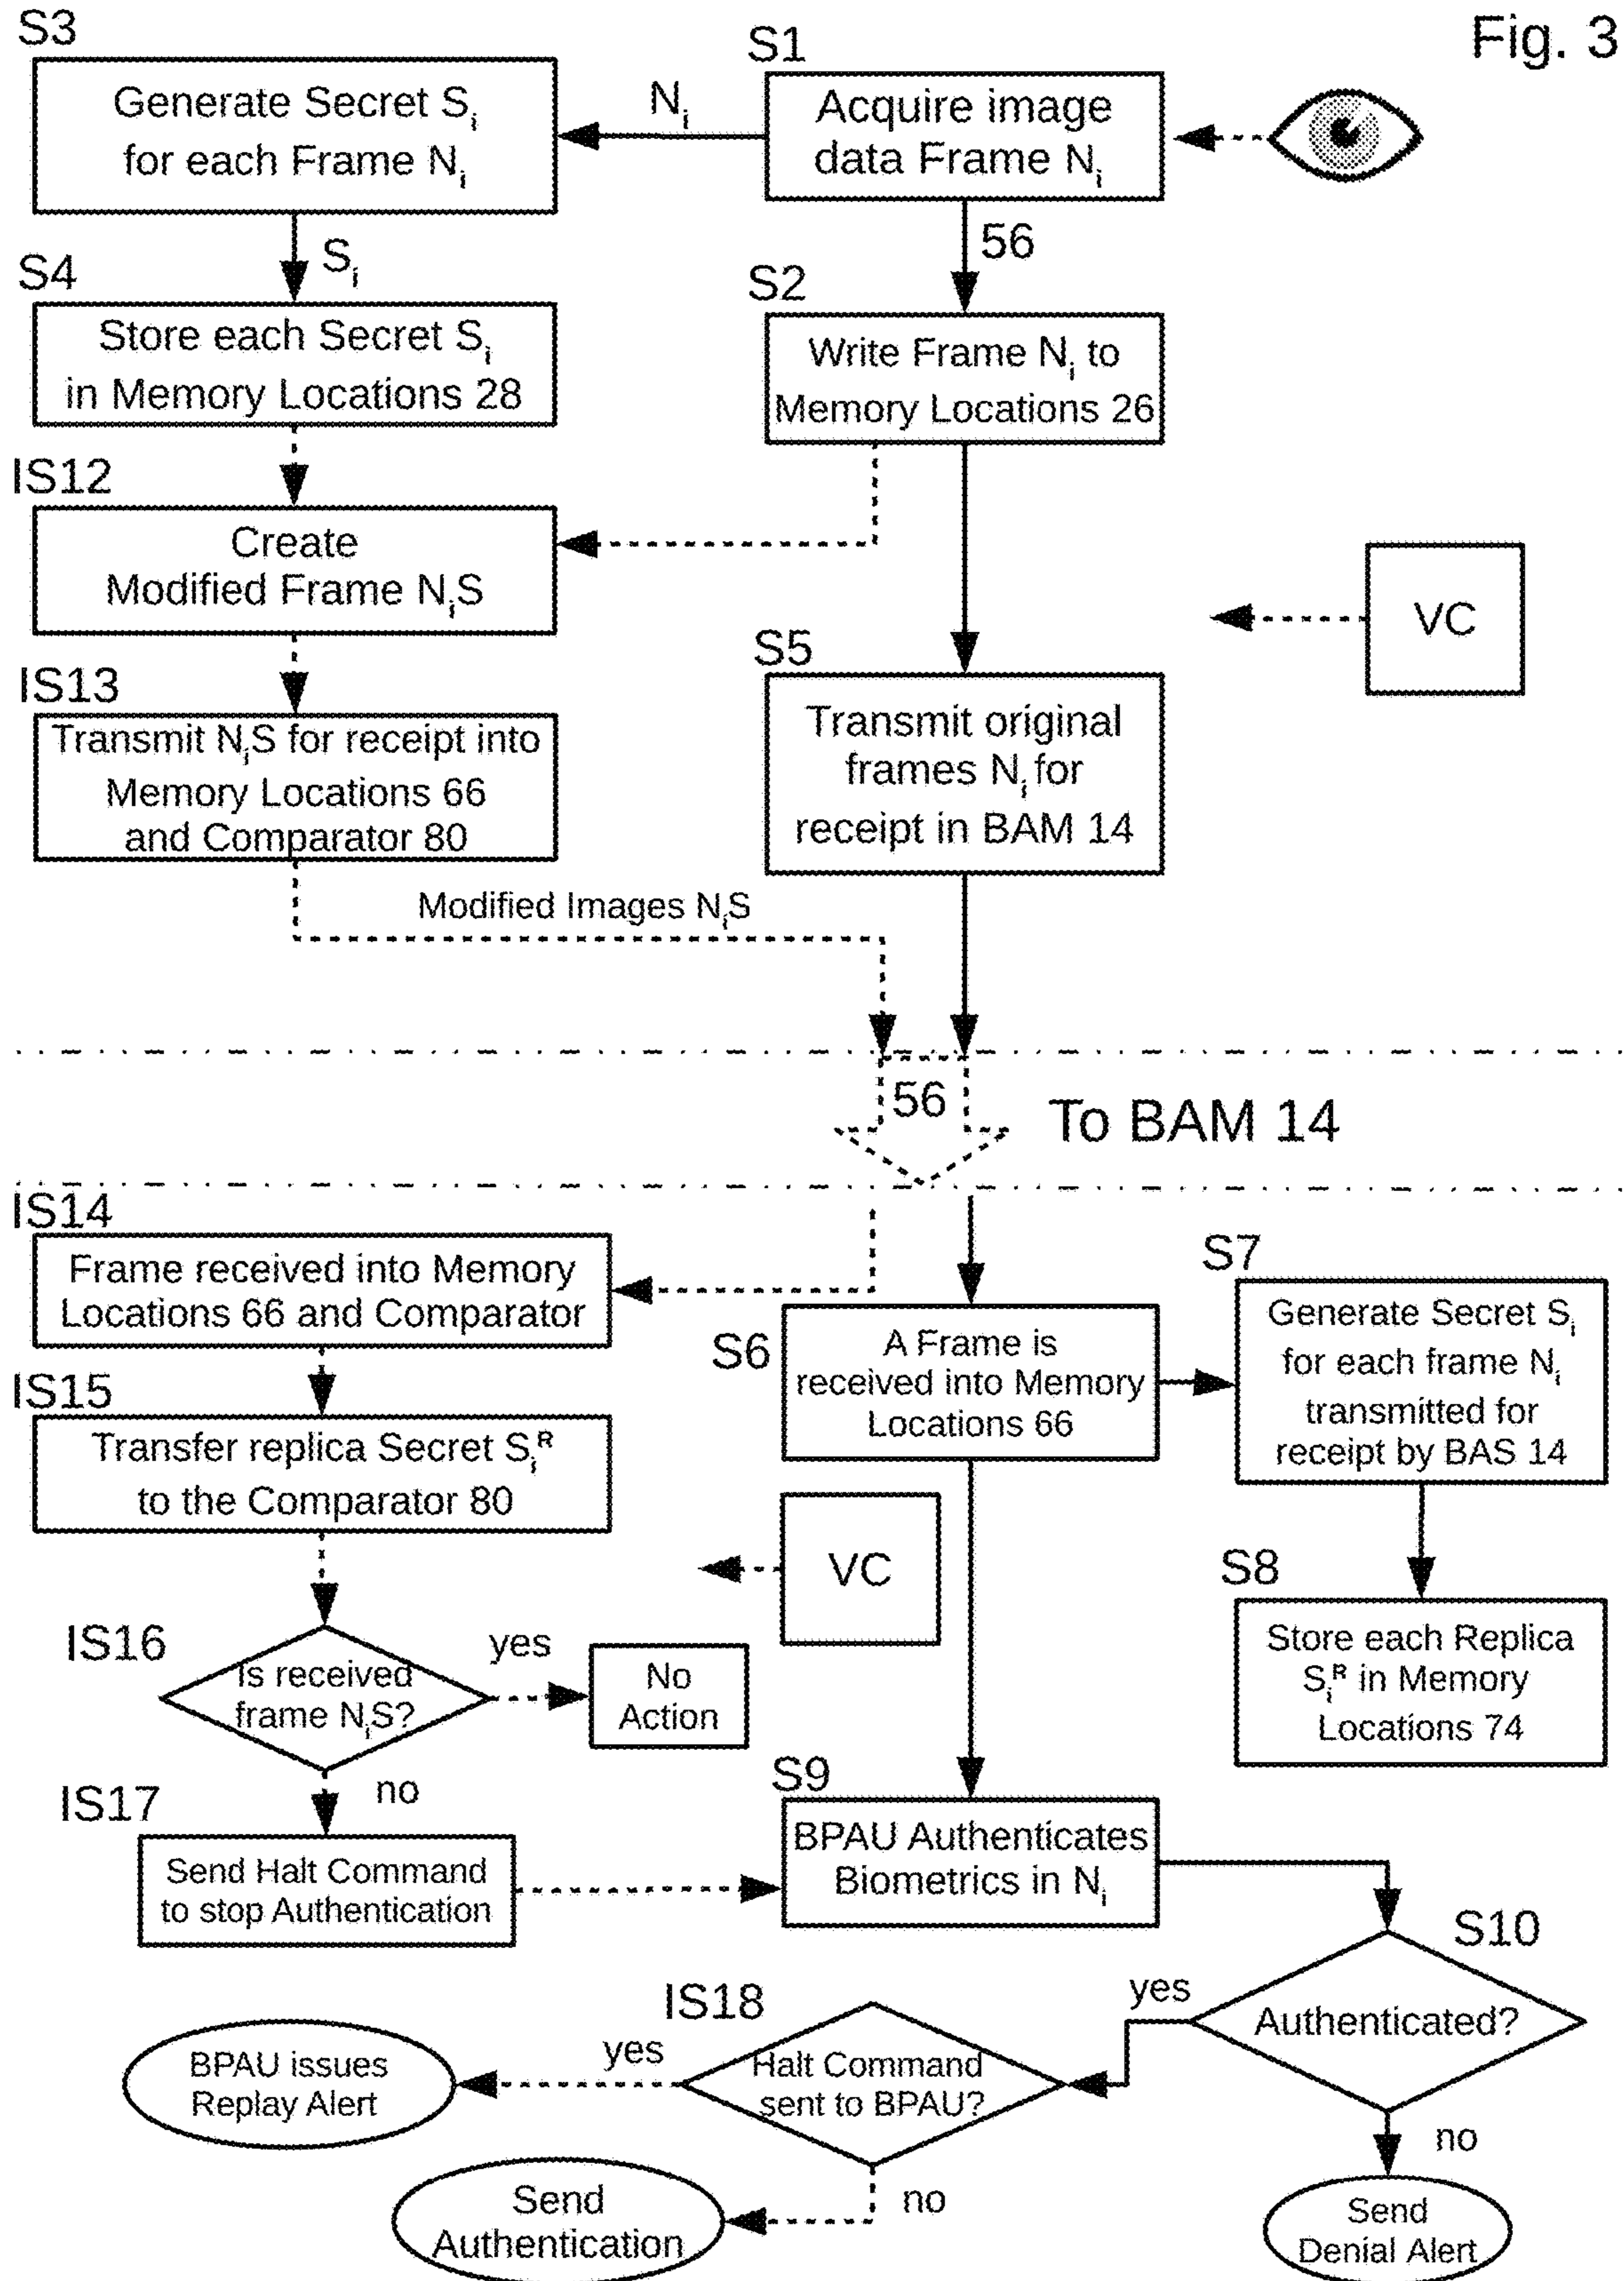 Fig. 3
S3
Generate Secret Si
for each Frame Ni
Ni
S1
Acquire image
data Frame Ni
Si
56
S4
Store each Secret Si
in Memory Locations 28
S2
Write Frame Ni to
Memory Locations 26
IS12
Create
Modified Frame NiS
VC
IS13
Transmit NiS for receipt into
Memory Locations 66
and Comparator 80
S5
Transmit original
frames Ni for
receipt in BAM 14
Modified Images NiS
56
To BAM 14
IS14
Frame received into Memory
Locations 66 and Comparator
S6
A Frame is
received into Memory
Locations 66
S7
Generate Secret Si
for each frame Ni
transmitted for
receipt by BAS 14
IS15
Transfer replica Secret SiR
to the Comparator 80
VC
S8
Store each Replica
SiR in Memory
Locations 74
IS16
Is received
frame NiS?
yes
No
Action
no
IS17
Send Halt Command
to stop Authentication
S9
BPAU Authenticates
Biometrics in Ni
S10
Authenticated?
yes
IS18
Halt Command
sent to BPAU?
yes
BPAU issues
Replay Alert
no
Send
Authentication
no
Send
Denial Alert